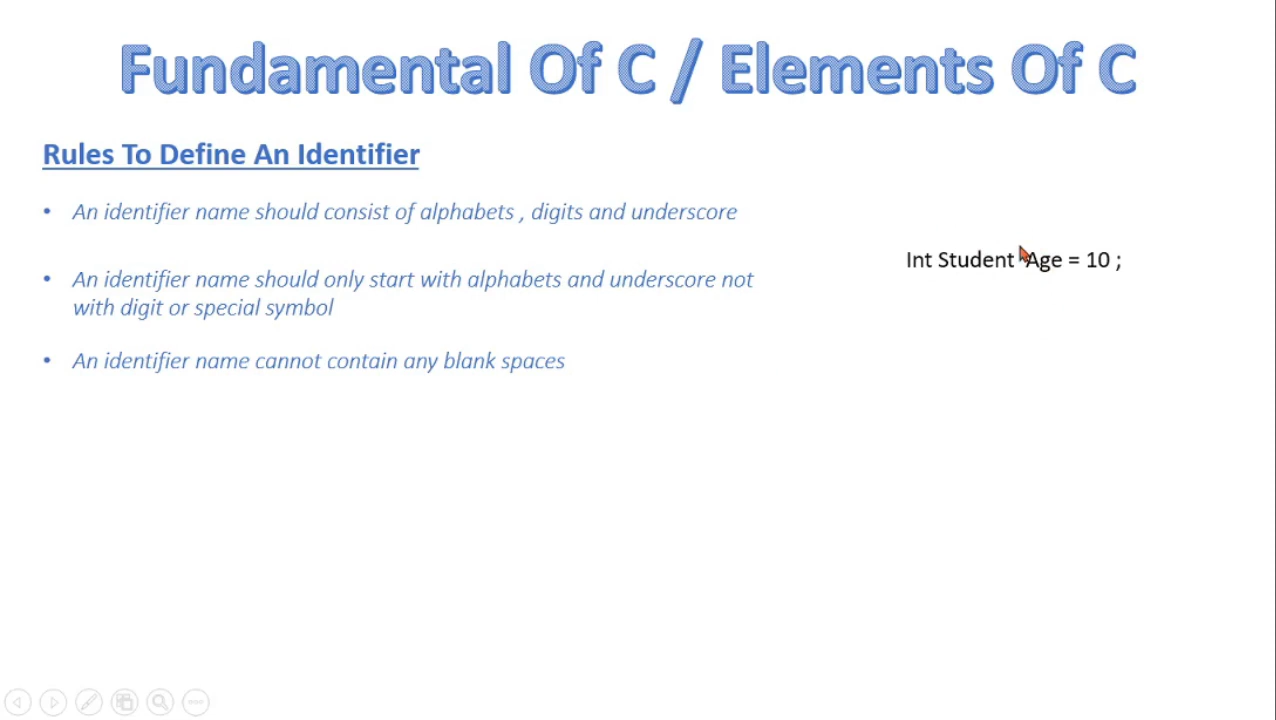 Fundamental Of C / Elements Of C
Rules To Define An Identifier
• An identifier name should consist of alphabets , digits and underscore
• An identifier name should only start with alphabets and underscore not
with digit or special symbol
• An identifier name cannot contain any blank spaces
Int Student Age = 10 ;